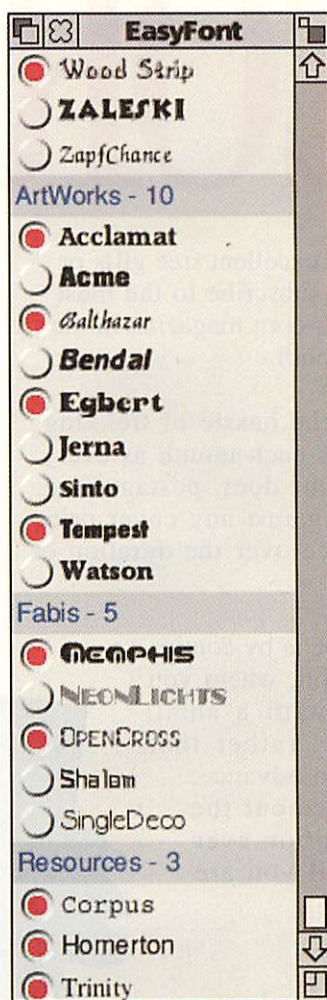 EasyFont
Wood Strip
ZALESKI
ZapfChance
ArtWorks - 10
Acclamat
Acme
Balthazar
Bendal
Egbert
Jerna
Sinto
Tempest
Watson
Fabis - 5
MEMPHIS
NEONLIGHTS
OPENCROSS
Shalom
SingleDeco
Resources - 3
Corpus
Homerton
Trinity